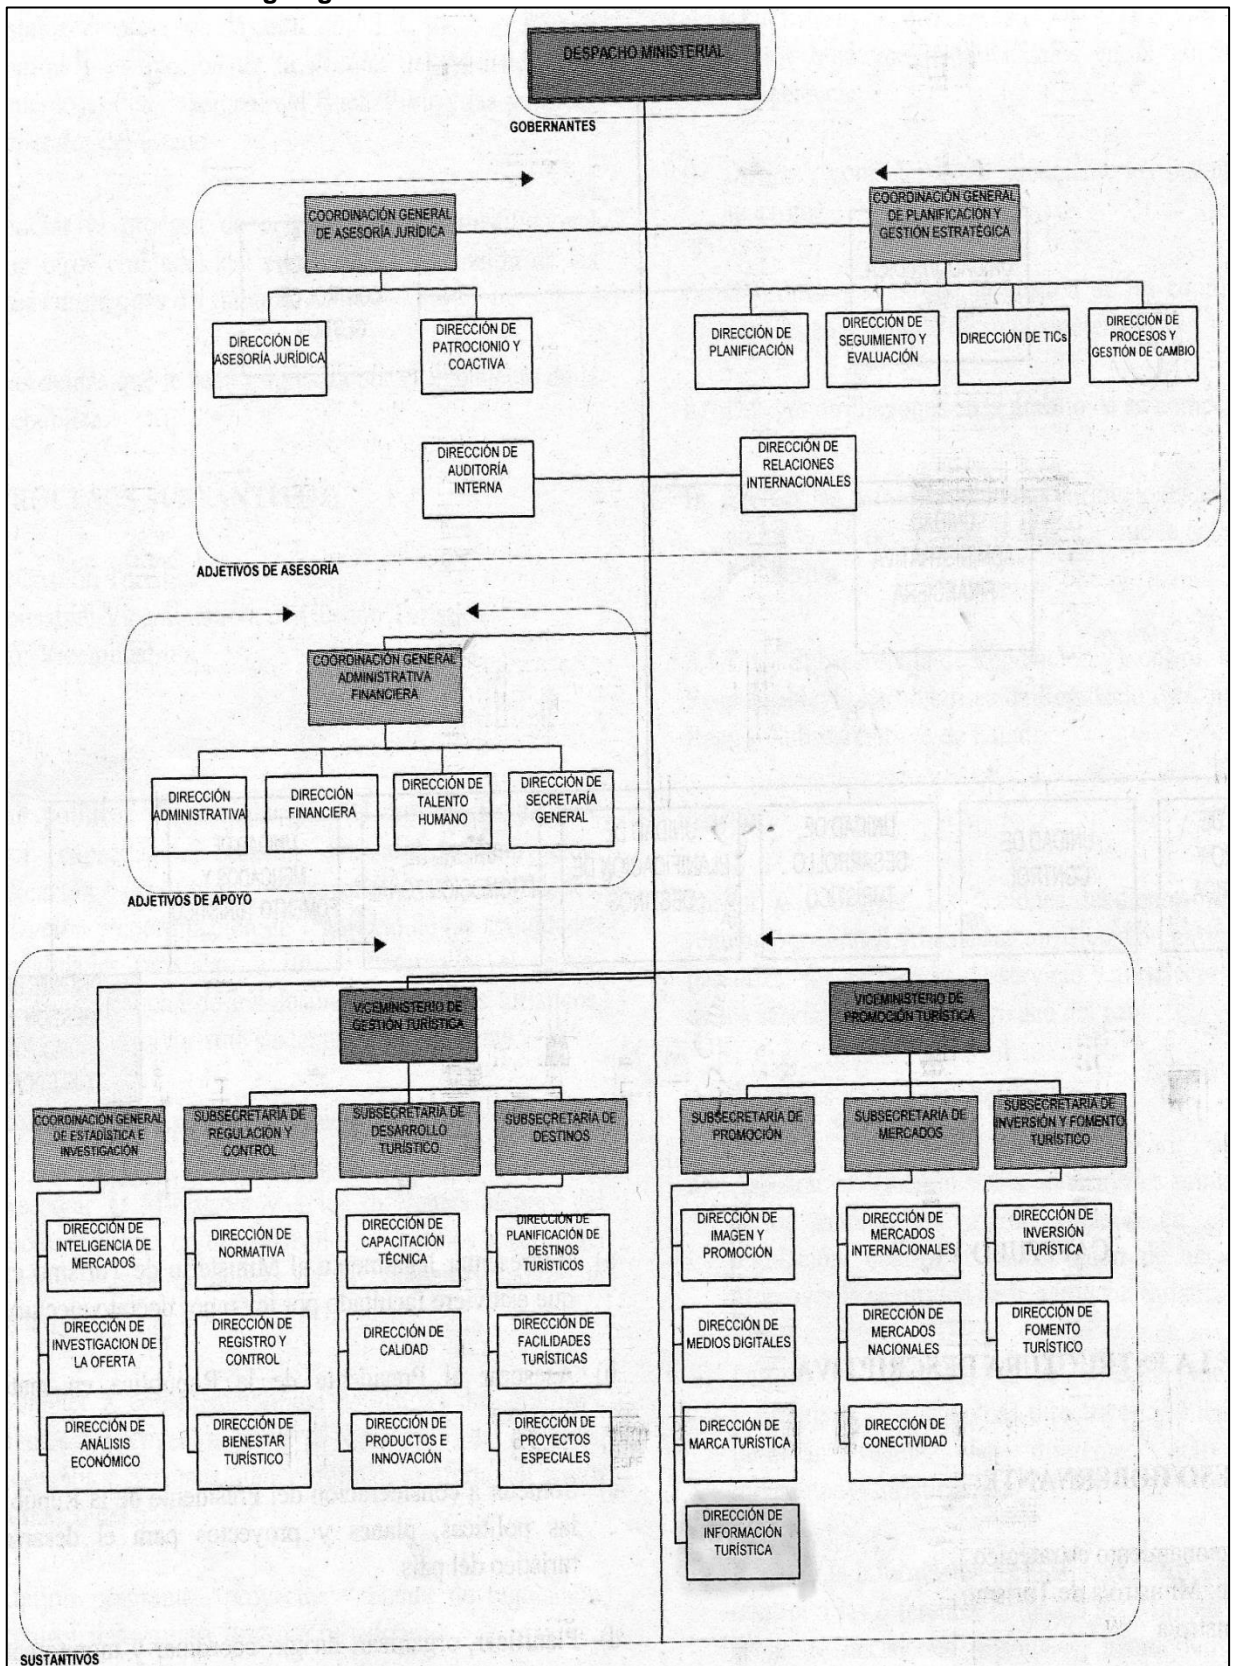 DESPACHO MINISTERIAL
GOBERNANTES
COORDINACIÓN GENERAL
DE ASESORÍA JURÍDICA
COORDINACIÓN GENERAL
DE PLANIFICACIÓN Y
GESTIÓN ESTRATÉGICA
DIRECCIÓN DE
ASESORÍA JURÍDICA
DIRECCIÓN DE
PATROCIONIO Y
COACTIVA
DIRECCIÓN DE
PLANIFICACIÓN
DIRECCIÓN DE
SEGUIMIENTO Y
EVALUACIÓN
DIRECCIÓN DE TICs
DIRECCIÓN DE
PROCESOS Y
GESTIÓN DE CAMBIO
DIRECCIÓN DE
AUDITORÍA
INTERNA
DIRECCIÓN DE
RELACIONES
INTERNACIONALES
ADJETIVOS DE ASESORÍA
COORDINACIÓN GENERAL
ADMINISTRATIVA
FINANCIERA
DIRECCIÓN
ADMINISTRATIVA
DIRECCIÓN
FINANCIERA
DIRECCIÓN DE
TALENTO
HUMANO
DIRECCIÓN DE
SECRETARÍA
GENERAL
ADJETIVOS DE APOYO
VICEMINISTERIO DE
GESTIÓN TURÍSTICA
VICEMINISTERIO DE
PROMOCIÓN TURÍSTICA
COORDINACIÓN GENERAL
DE ESTADÍSTICA E
INVESTIGACIÓN
SUBSECRETARÍA DE
REGULACIÓN Y
CONTROL
SUBSECRETARÍA DE
DESARROLLO
TURÍSTICO
SUBSECRETARÍA DE
DESTINOS
SUBSECRETARÍA DE
PROMOCIÓN
SUBSECRETARÍA DE
MERCADOS
SUBSECRETARÍA DE
INVERSIÓN Y FOMENTO
TURÍSTICO
DIRECCIÓN DE
INTELIGENCIA DE
MERCADOS
DIRECCIÓN DE
NORMATIVA
DIRECCIÓN DE
CAPACITACIÓN
TÉCNICA
DIRECCIÓN DE
PLANIFICACIÓN DE
DESTINOS
TURÍSTICOS
DIRECCIÓN DE
IMAGEN Y
PROMOCIÓN
DIRECCIÓN DE
MERCADOS
INTERNACIONALES
DIRECCIÓN DE
INVERSIÓN
TURÍSTICA
DIRECCIÓN DE
INVESTIGACION DE
LA OFERTA
DIRECCIÓN DE
REGISTRO Y
CONTROL
DIRECCIÓN DE
CALIDAD
DIRECCIÓN DE
FACILIDADES
TURÍSTICAS
DIRECCIÓN DE
MEDIOS DIGITALES
DIRECCIÓN DE
MERCADOS
NACIONALES
DIRECCIÓN DE
FOMENTO
TURÍSTICO
DIRECCIÓN DE
ANÁLISIS
ECONÓMICO
DIRECCIÓN DE
BIENESTAR
TURÍSTICO
DIRECCIÓN DE
PRODUCTOS E
INNOVACIÓN
DIRECCIÓN DE
PROYECTOS
ESPECIALES
DIRECCIÓN DE
MARCA TURÍSTICA
DIRECCIÓN DE
CONECTIVIDAD
DIRECCIÓN DE
INFORMACIÓN
TURÍSTICA
SUSTANTIVOS